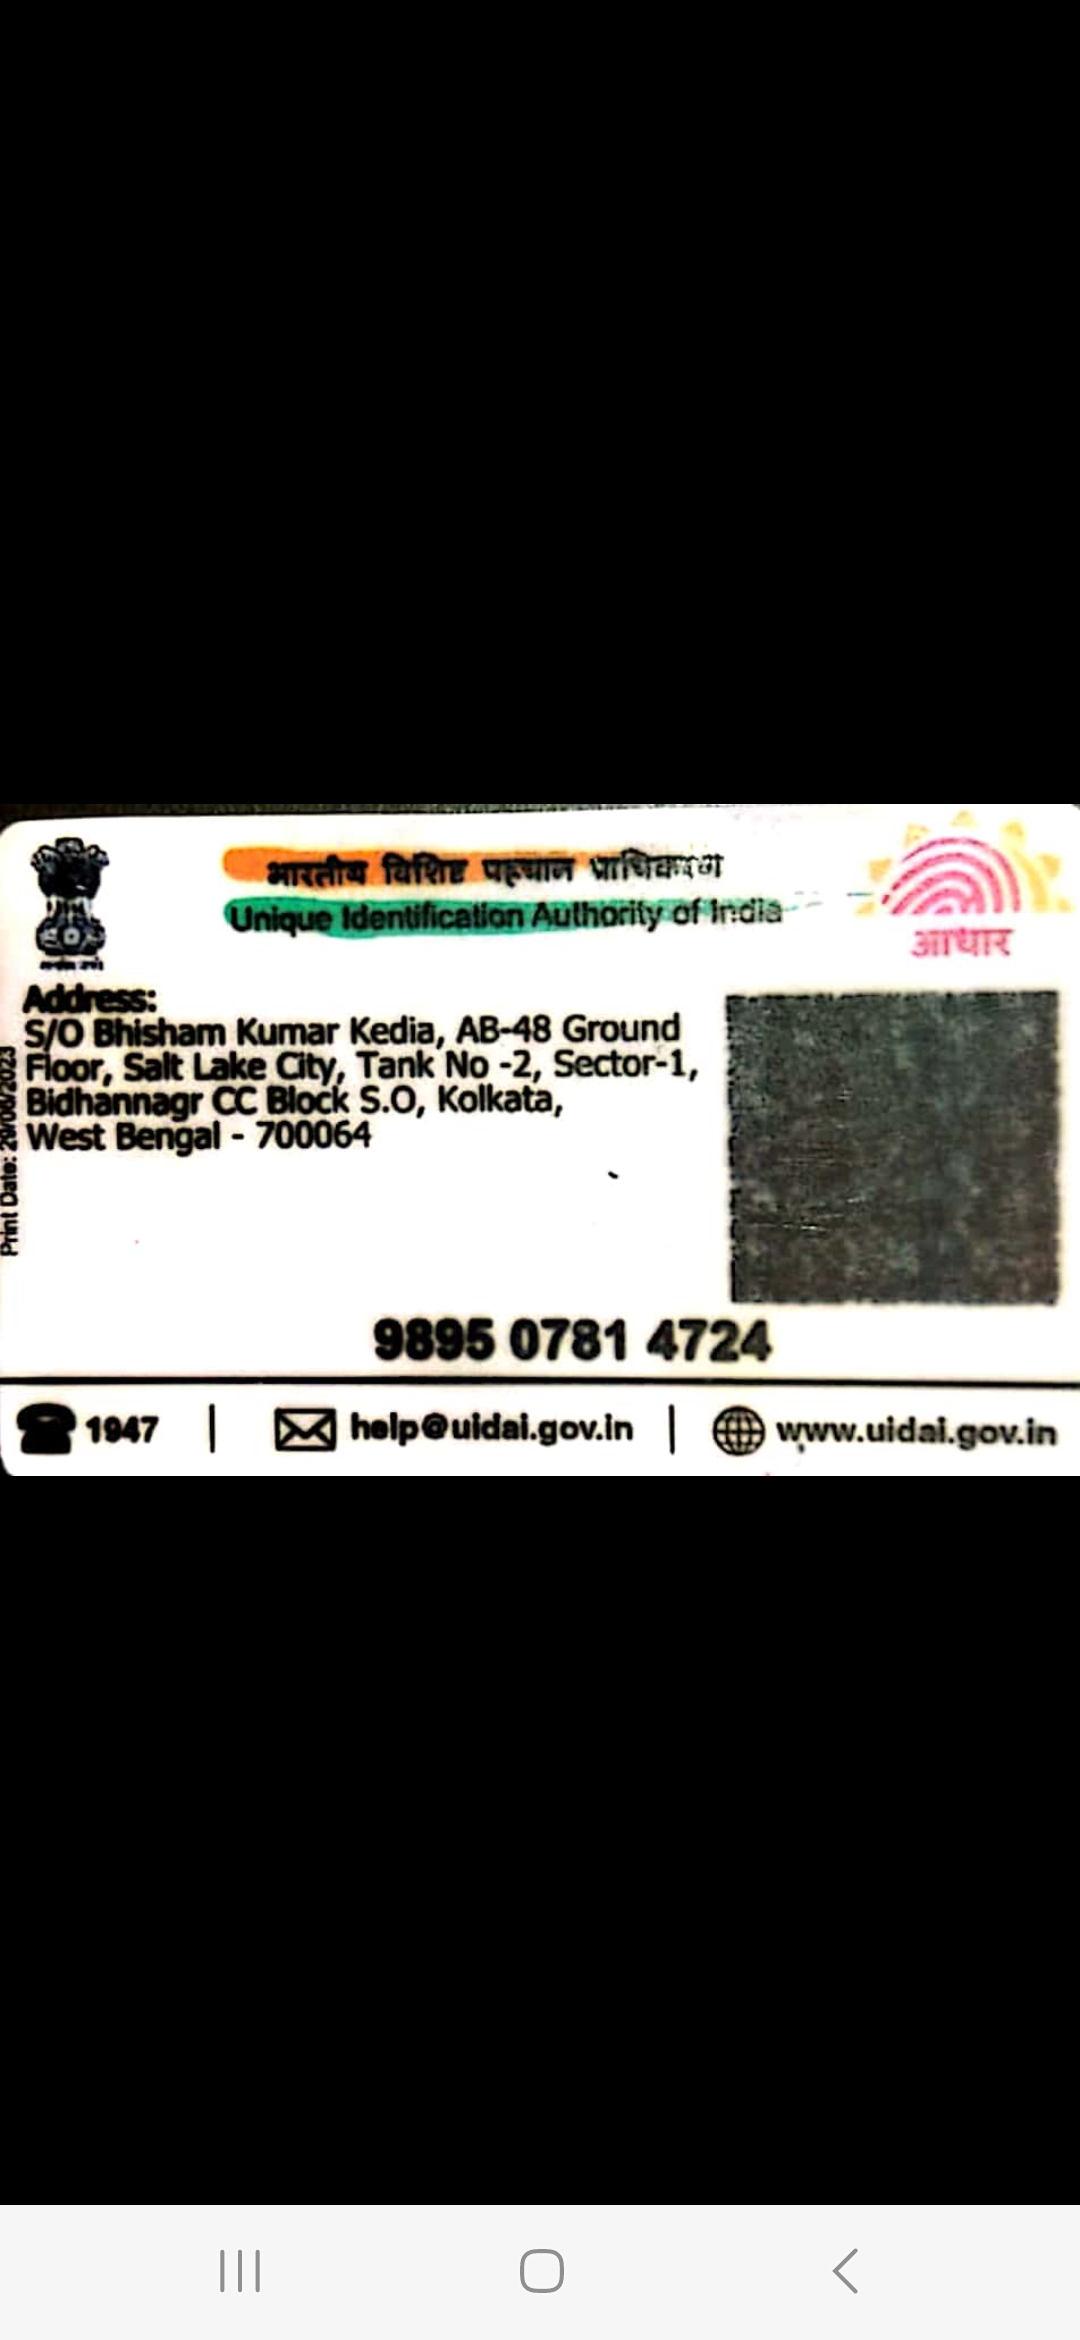 भारतीय विशिष्ट पहचान प्राधिकरण
Unique Identification Authority of India
आधार
Address:
S/O Bhisham Kumar Kedia, AB-48 Ground
Floor, Salt Lake City, Tank No -2, Sector-1,
Bidhannagr CC Block S.O, Kolkata,
West Bengal - 700064
Print Date:
9895 0781 4724
1947 | help@uidai.gov.in | www.uidai.gov.in